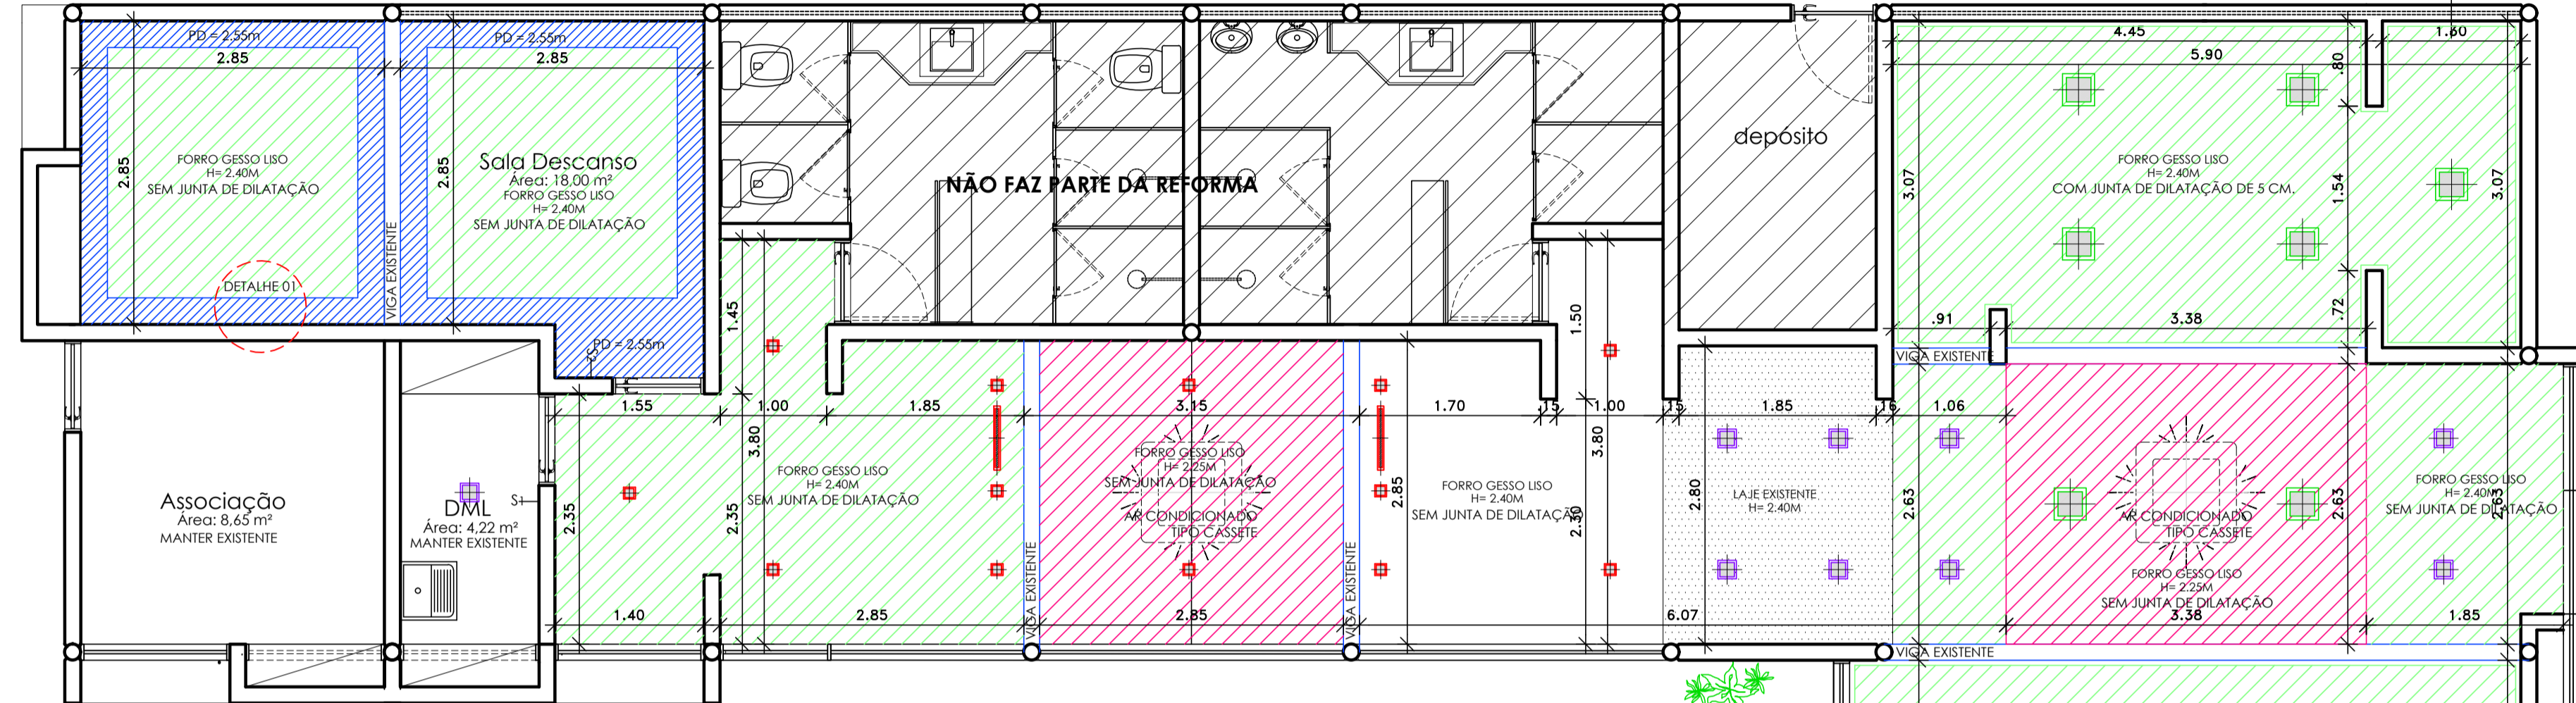 PD = 2.55m
2.85
2.85
FORRO GESSO LISO
H= 2.40M
SEM JUNTA DE DILATAÇÃO
DETALHE 01
VIGA EXISTENTE
PD = 2.55m
2.85
2.85
Sala Descanso
Área: 18,00 m²
FORRO GESSO LISO
H= 2.40M
SEM JUNTA DE DILATAÇÃO
PD = 2.55m
S
NÃO FAZ PARTE DA REFORMA
depósito
4.45
1.60
5.90
.80
3.07
1.54
3.07
FORRO GESSO LISO
H= 2.40M
COM JUNTA DE DILATAÇÃO DE 5 CM.
.72
.91
3.38
VIGA EXISTENTE
1.45
1.50
1.55
1.00
1.85
3.15
1.70
.15
1.00
.15
1.85
.16
1.06
Associação
Área: 8,65 m²
MANTER EXISTENTE
DML
Área: 4,22 m²
MANTER EXISTENTE
S
2.35
2.35
3.80
FORRO GESSO LISO
H= 2.40M
SEM JUNTA DE DILATAÇÃO
VIGA EXISTENTE
FORRO GESSO LISO
H= 2.25M
SEM JUNTA DE DILATAÇÃO
AR CONDICIONADO
TIPO CASSETE
VIGA EXISTENTE
2.85
FORRO GESSO LISO
H= 2.40M
SEM JUNTA DE DILATAÇÃO
2.30
3.80
2.80
LAJE EXISTENTE
H= 2.40M
2.63
AR CONDICIONADO
TIPO CASSETE
FORRO GESSO LISO
H= 2.25M
SEM JUNTA DE DILATAÇÃO
2.63
FORRO GESSO LISO
H= 2.40M
SEM JUNTA DE DILATAÇÃO
2.63
1.40
2.85
2.85
6.07
3.38
1.85
VIGA EXISTENTE